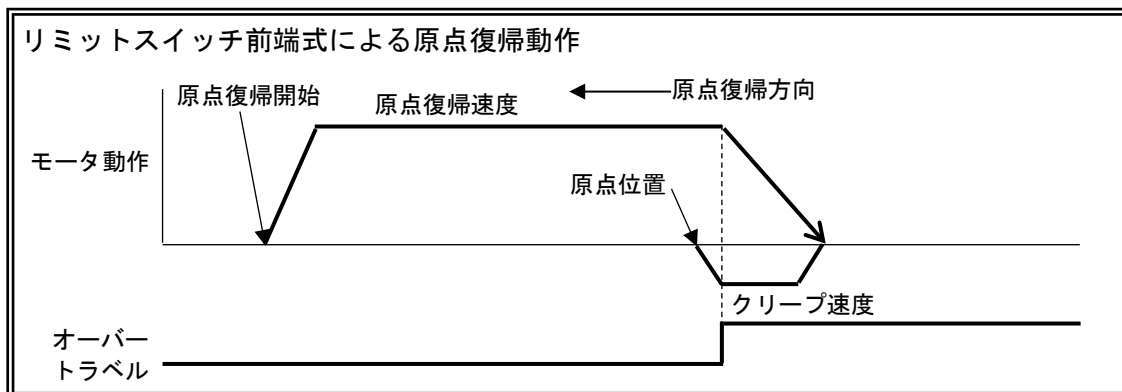 リミットスイッチ前端式による原点復帰動作
原点復帰開始
原点復帰速度
原点復帰方向
モータ動作
原点位置
クリープ速度
オーバー
トラベル